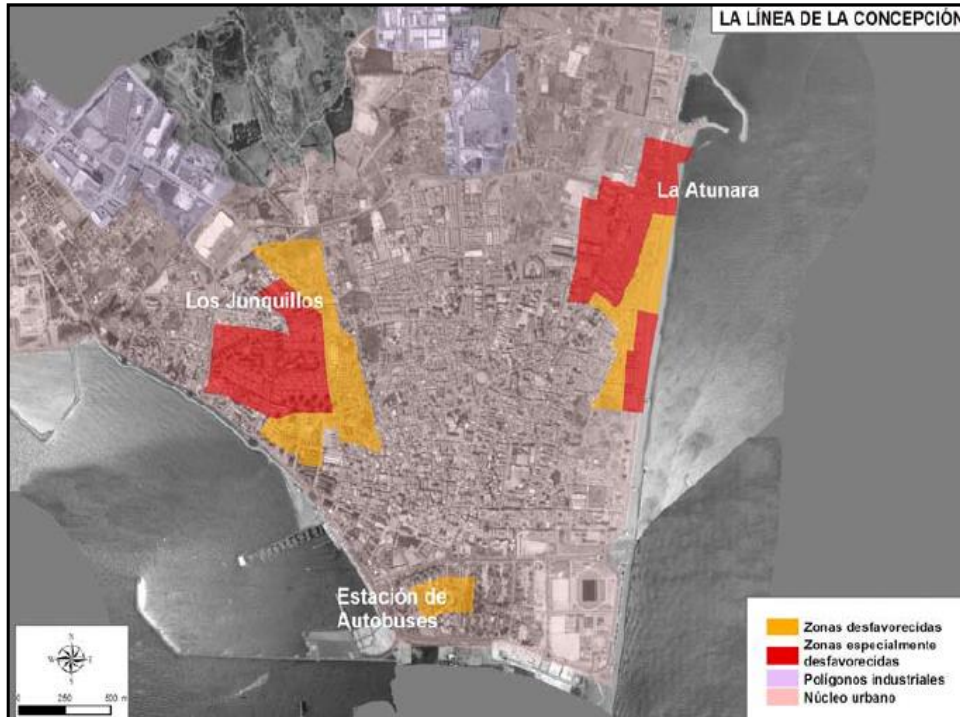 LA LÍNEA DE LA CONCEPCIÓN
La Atunara
Los Junquillos
Estación de
Autobuses
N
W
S
0 250 500 m
Zonas desfavorecidas
Zonas especialmente
desfavorecidas
Polígonos industriales
Núcleo urbano